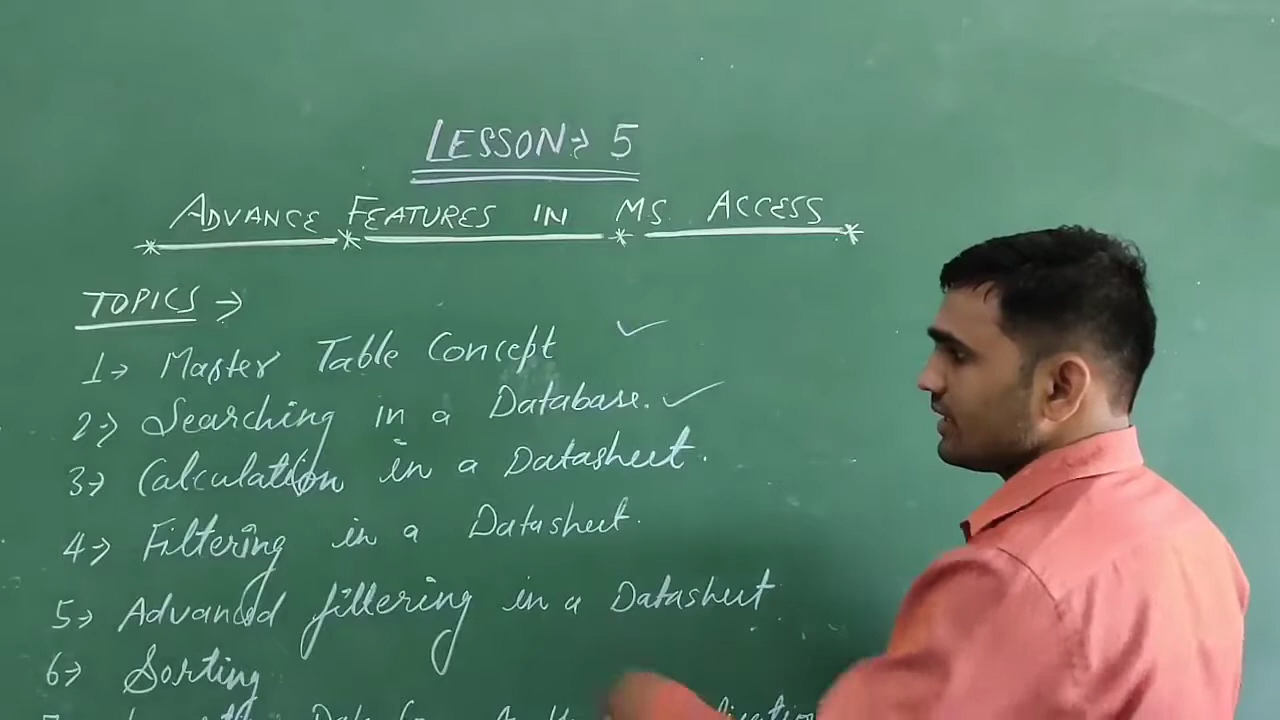 LESSON→ 5
ADVANCE FEATURES IN MS ACCESS
TOPICS →
1→ Master Table Concept ✓
2→ Searching in a Database. ✓
3→ Calculation in a Datasheet.
4→ Filtering in a Datasheet.
5→ Advanced filtering in a Datasheet
6→ Sorting